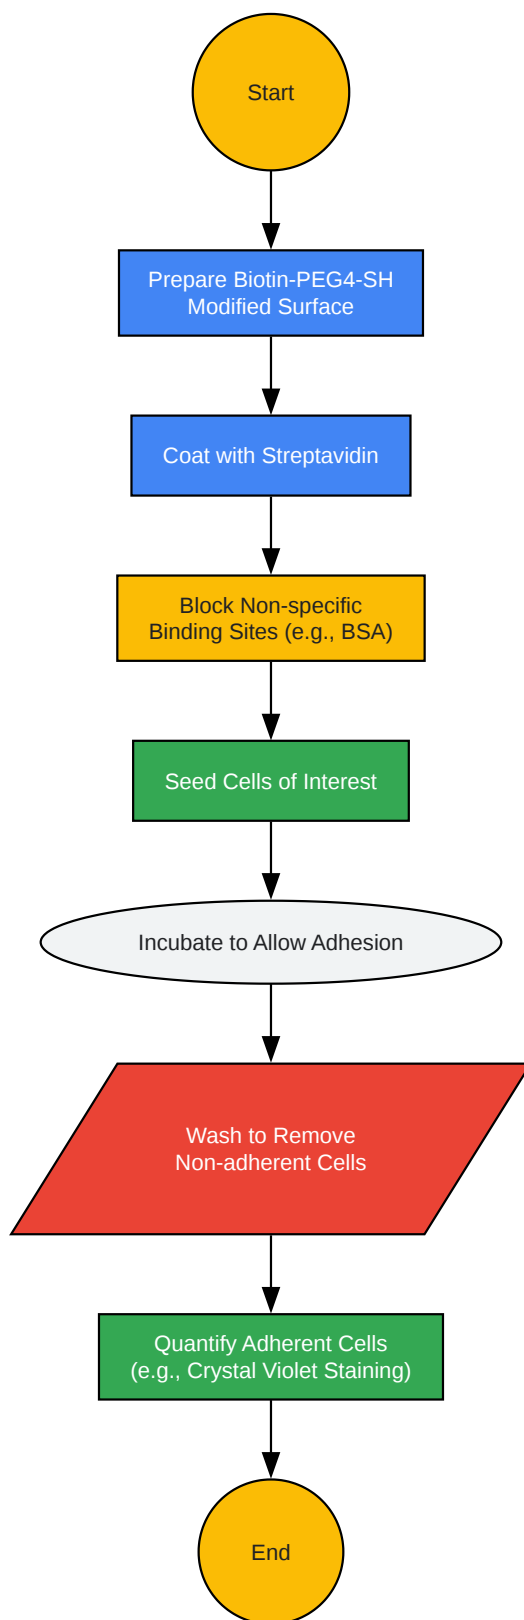 Start
Prepare Biotin-PEG4-SH
Modified Surface
Coat with Streptavidin
Block Non-specific
Binding Sites (e.g., BSA)
Seed Cells of Interest
Incubate to Allow Adhesion
Wash to Remove
Non-adherent Cells
Quantify Adherent Cells
(e.g., Crystal Violet Staining)
End